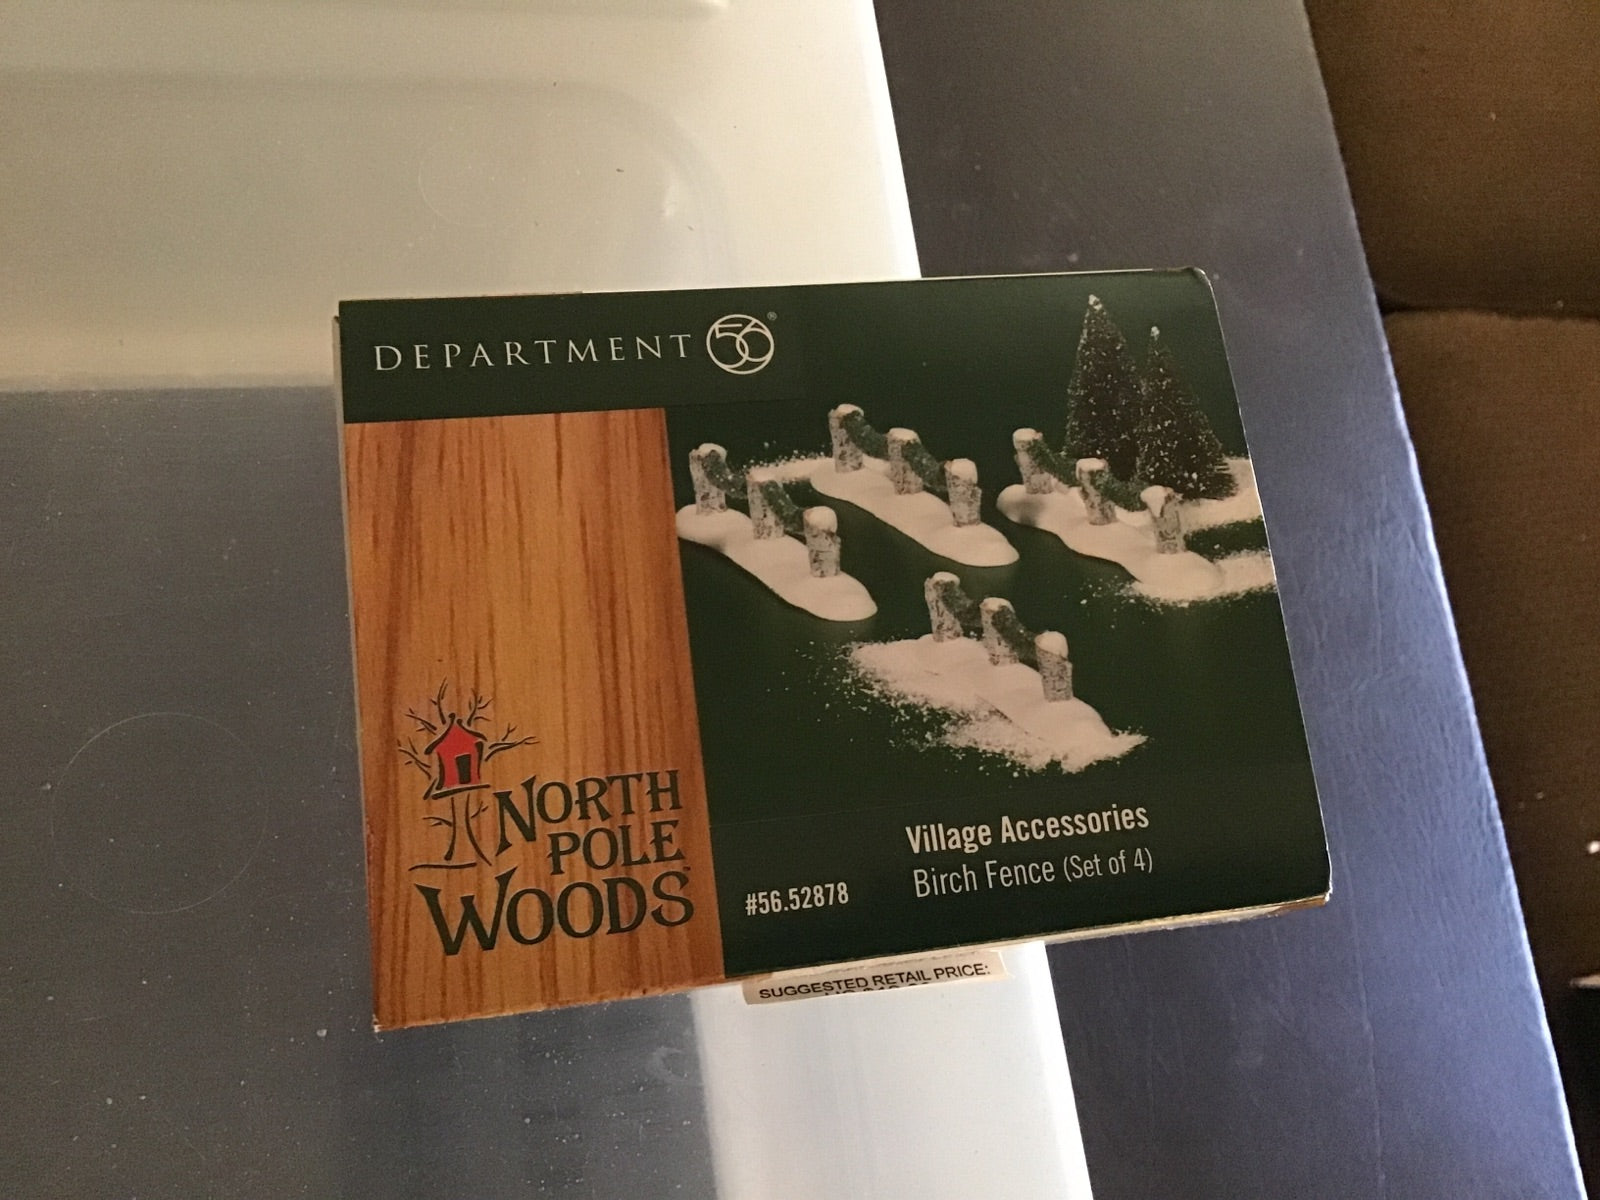 DEPARTMENT 56®
NORTH
POLE
WOODS
Village Accessories
Birch Fence (Set of 4)
#56.52878
SUGGESTED RETAIL PRICE: